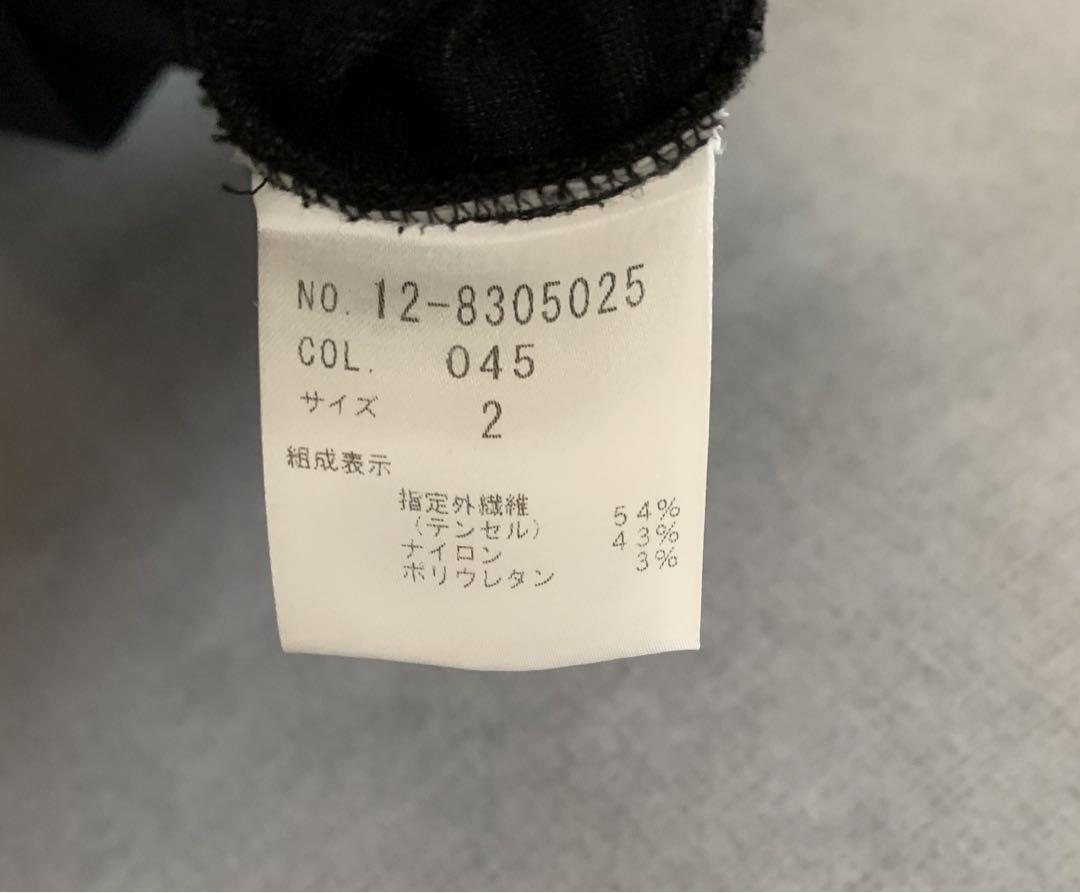 NO. 12-8305025
COL. 045
サイズ 2
組成表示
指定外繊維 54%
(テンセル)
ナイロン 43%
ポリウレタン 3%